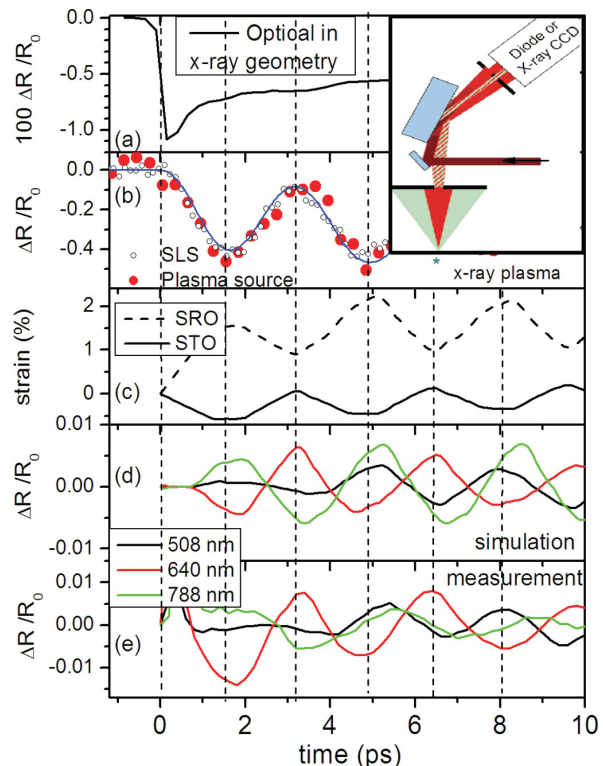 0.0
-0.5
-1.0
100 ΔR /R0
Optioal in
x-ray geometry
(a)
Diode or
X-ray CCD
*
x-ray plasma
0.0
-0.2
-0.4
ΔR/R0
(b)
SLS
Plasma source
2
1
0
strain (%)
SRO
STO
(c)
0.01
0.00
-0.01
ΔR /R0
(d)
simulation
508 nm
640 nm
788 nm
measurement
0.01
0.00
-0.01
ΔR/R0
(e)
0 2 4 6 8 10
time (ps)